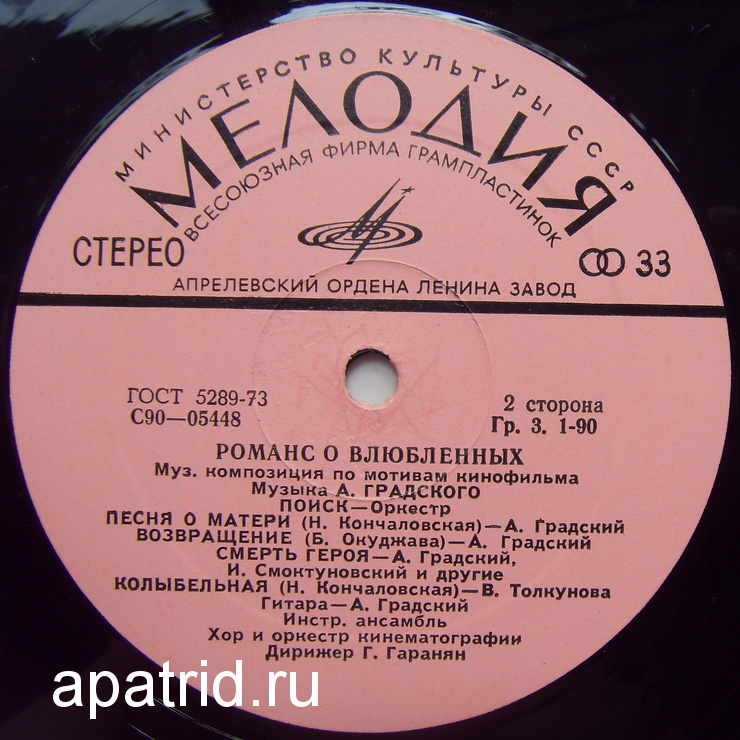 МИНИСТЕРСТВО КУЛЬТУРЫ СССР
МЕЛОДИЯ
ВСЕСОЮЗНАЯ ФИРМА ГРАМПЛАСТИНОК
СТЕРЕО
33
АПРЕЛЕВСКИЙ ОРДЕНА ЛЕНИНА ЗАВОД
ГОСТ 5289-73
С90—05448
2 сторона
Гр. 3. 1-90
РОМАНС О ВЛЮБЛЕННЫХ
Муз. композиция по мотивам кинофильма
Музыка А. ГРАДСКОГО
ПОИСК—Оркестр
ПЕСНЯ О МАТЕРИ (Н. Кончаловская)—А. Градский
ВОЗВРАЩЕНИЕ (Б. Окуджава)—А. Градский
СМЕРТЬ ГЕРОЯ—А. Градский,
И. Смоктуновский и другие
КОЛЫБЕЛЬНАЯ (Н. Кончаловская)—В. Толкунова
Гитара—А. Градский
Инстр. ансамбль
Хор и оркестр кинематографии
Дирижер Г. Гаранян
apatrid.ru